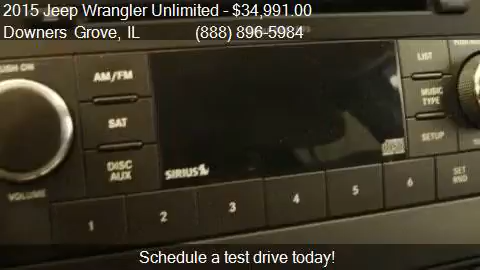 2015 Jeep Wrangler Unlimited - $34,991.00
Downers Grove, IL (888) 896-5984
PUSH ON
AM/FM
SAT
DISC
AUX
VOLUME
SIRIUS
LIST
MUSIC
TYPE
SETUP
1
2
3
4
5
6
SET
RND
Schedule a test drive today!